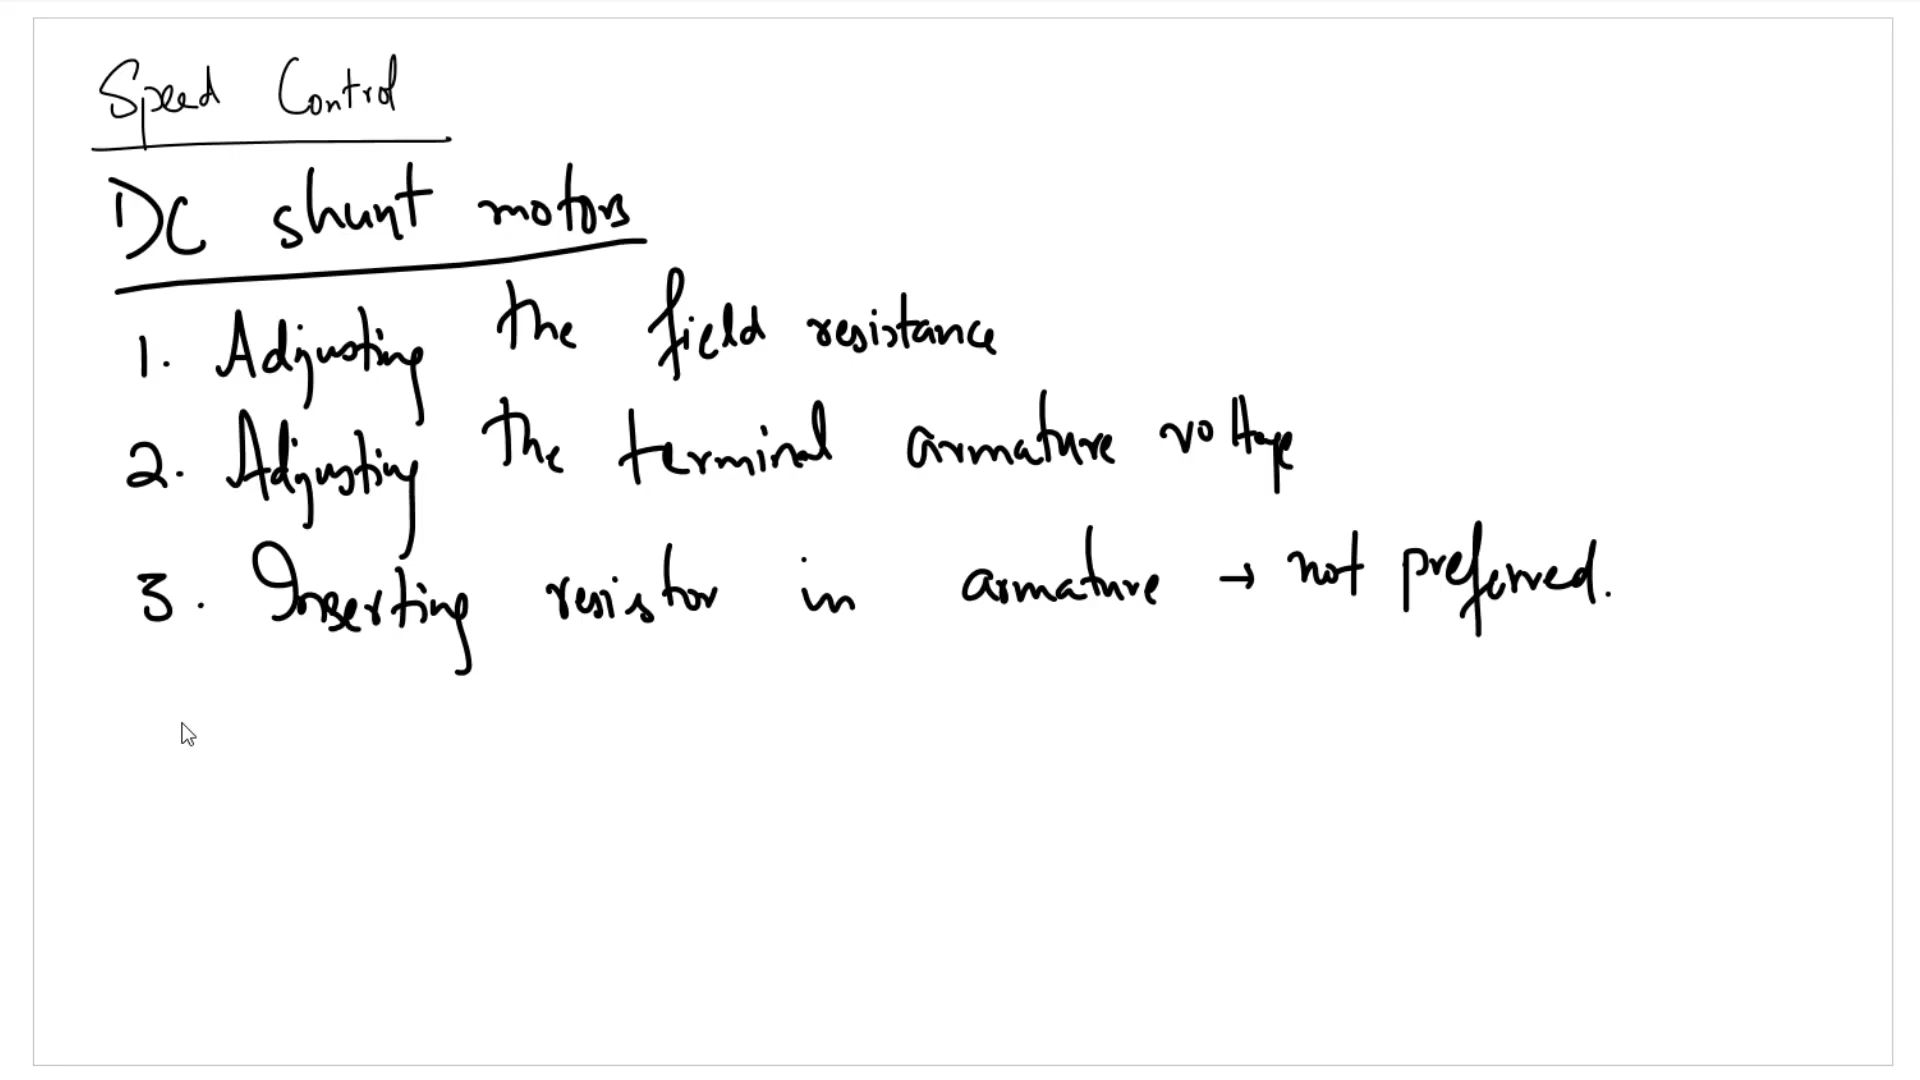 Speed Control
DC shunt motors
1. Adjusting the field resistance
2. Adjusting the terminal armature voltage
3. Inserting resistor in armature → not preferred.